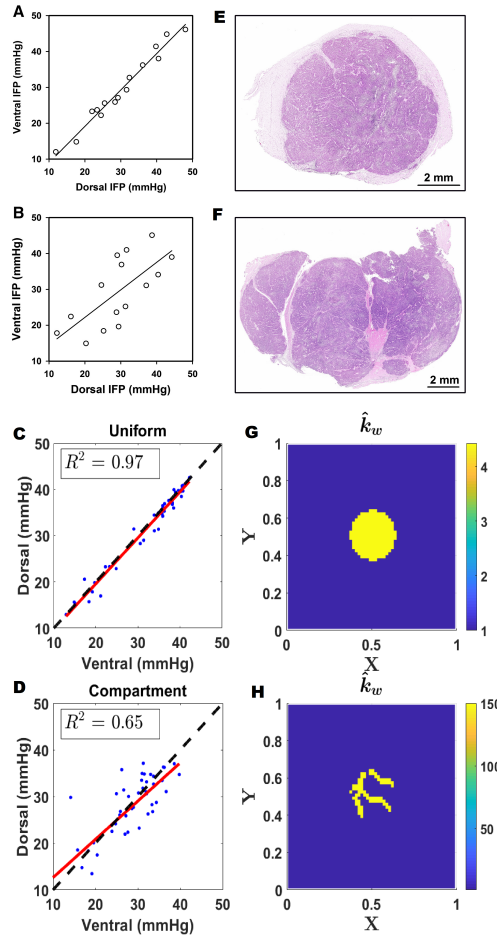 A
50
40
30
20
10
Ventral IFP (mmHg)
10 20 30 40 50
Dorsal IFP (mmHg)
E
2 mm
B
50
40
30
20
10
Ventral IFP (mmHg)
10 20 30 40 50
Dorsal IFP (mmHg)
F
2 mm
C
Uniform
R² = 0.97
50
40
30
20
10
Dorsal (mmHg)
10 20 30 40 50
Ventral (mmHg)
G
k̂_w
1
0.8
0.6
0.4
0.2
0
Y
0 0.5 1
X
4
3
2
1
D
Compartment
R² = 0.65
50
40
30
20
10
Dorsal (mmHg)
10 20 30 40 50
Ventral (mmHg)
H
k̂_w
1
0.8
0.6
0.4
0.2
0
Y
0 0.5 1
X
150
100
50